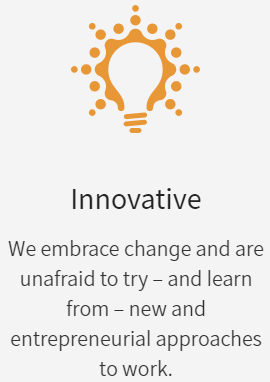 Innovative
We embrace change and are
unafraid to try – and learn
from – new and
entrepreneurial approaches
to work.